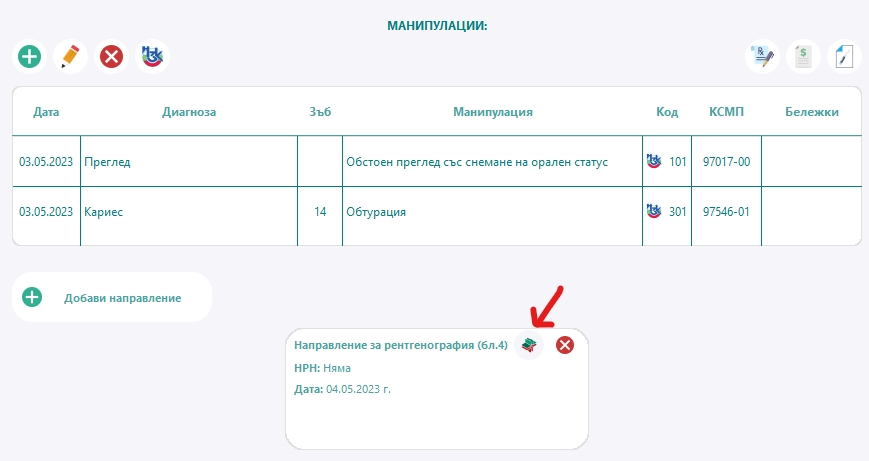 МАНИПУЛАЦИИ:
Дата Диагноза Зъб Манипулация Код КСМП Бележки
03.05.2023 Преглед Обстоен преглед със снемане на орален статус 101 97017-00
03.05.2023 Кариес 14 Обтурация 301 97546-01
Добави направление
Направление за рентгенография (бл.4)
НРН: Няма
Дата: 04.05.2023 г.